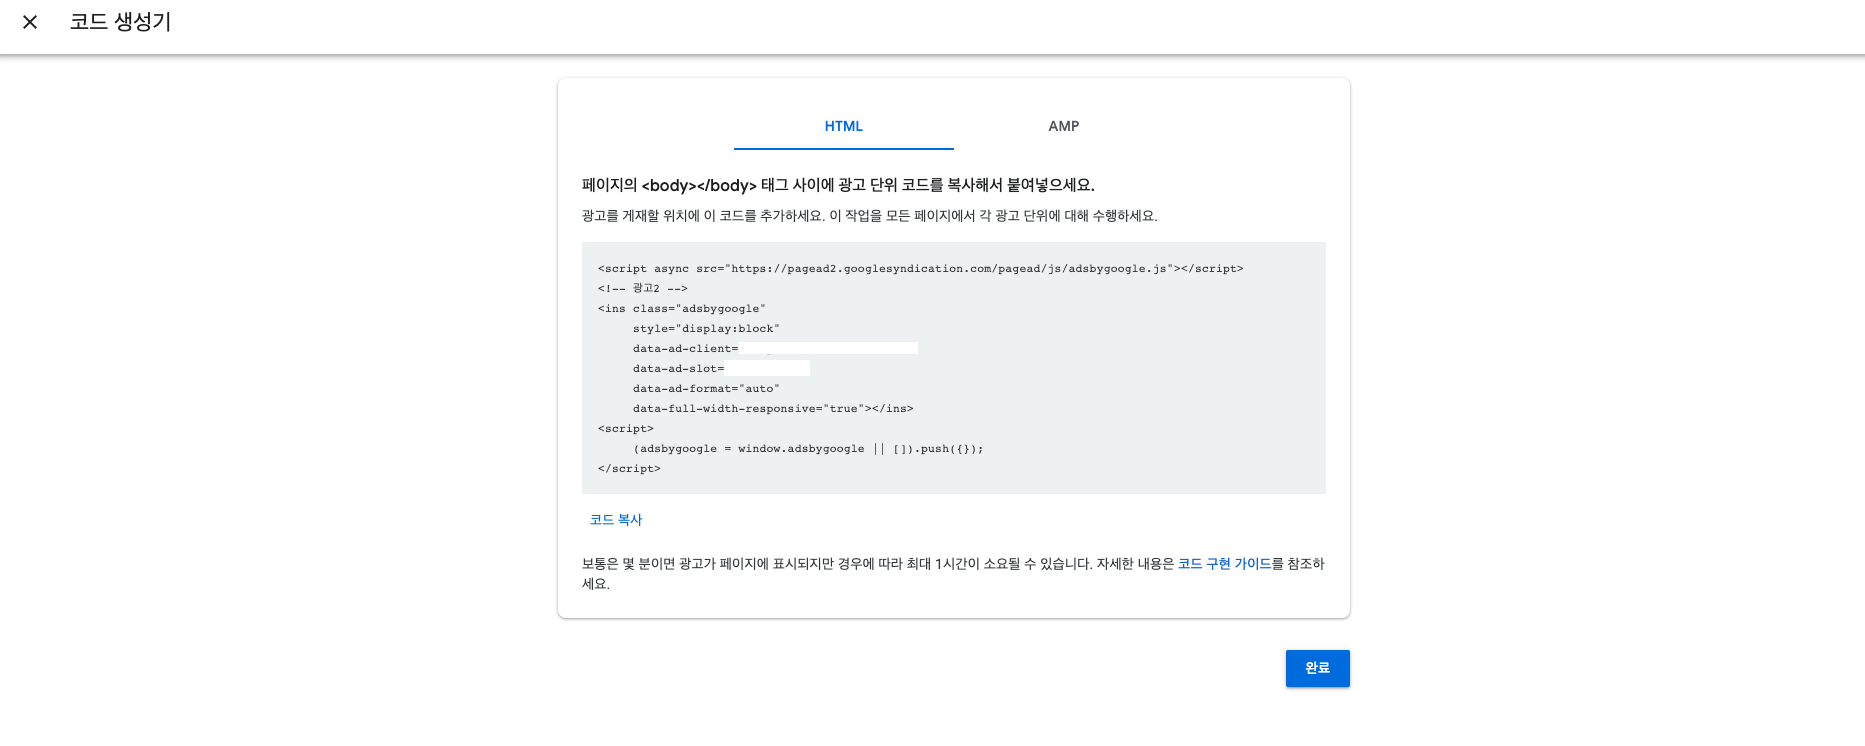 코드 생성기
HTML
AMP
페이지의 <body></body> 태그 사이에 광고 단위 코드를 복사해서 붙여넣으세요.
광고를 게재할 위치에 이 코드를 추가하세요. 이 작업을 모든 페이지에서 각 광고 단위에 대해 수행하세요.
<script async src="https://pagead2.googlesyndication.com/pagead/js/adsbygoogle.js"></script>
<!-- 광고2 -->
<ins class="adsbygoogle"
style="display:block"
data-ad-client=
data-ad-slot=
data-ad-format="auto"
data-full-width-responsive="true"></ins>
<script>
(adsbygoogle = window.adsbygoogle || []).push({});
</script>
코드 복사
보통은 몇 분이면 광고가 페이지에 표시되지만 경우에 따라 최대 1시간이 소요될 수 있습니다. 자세한 내용은 코드 구현 가이드를 참조하
세요.
완료